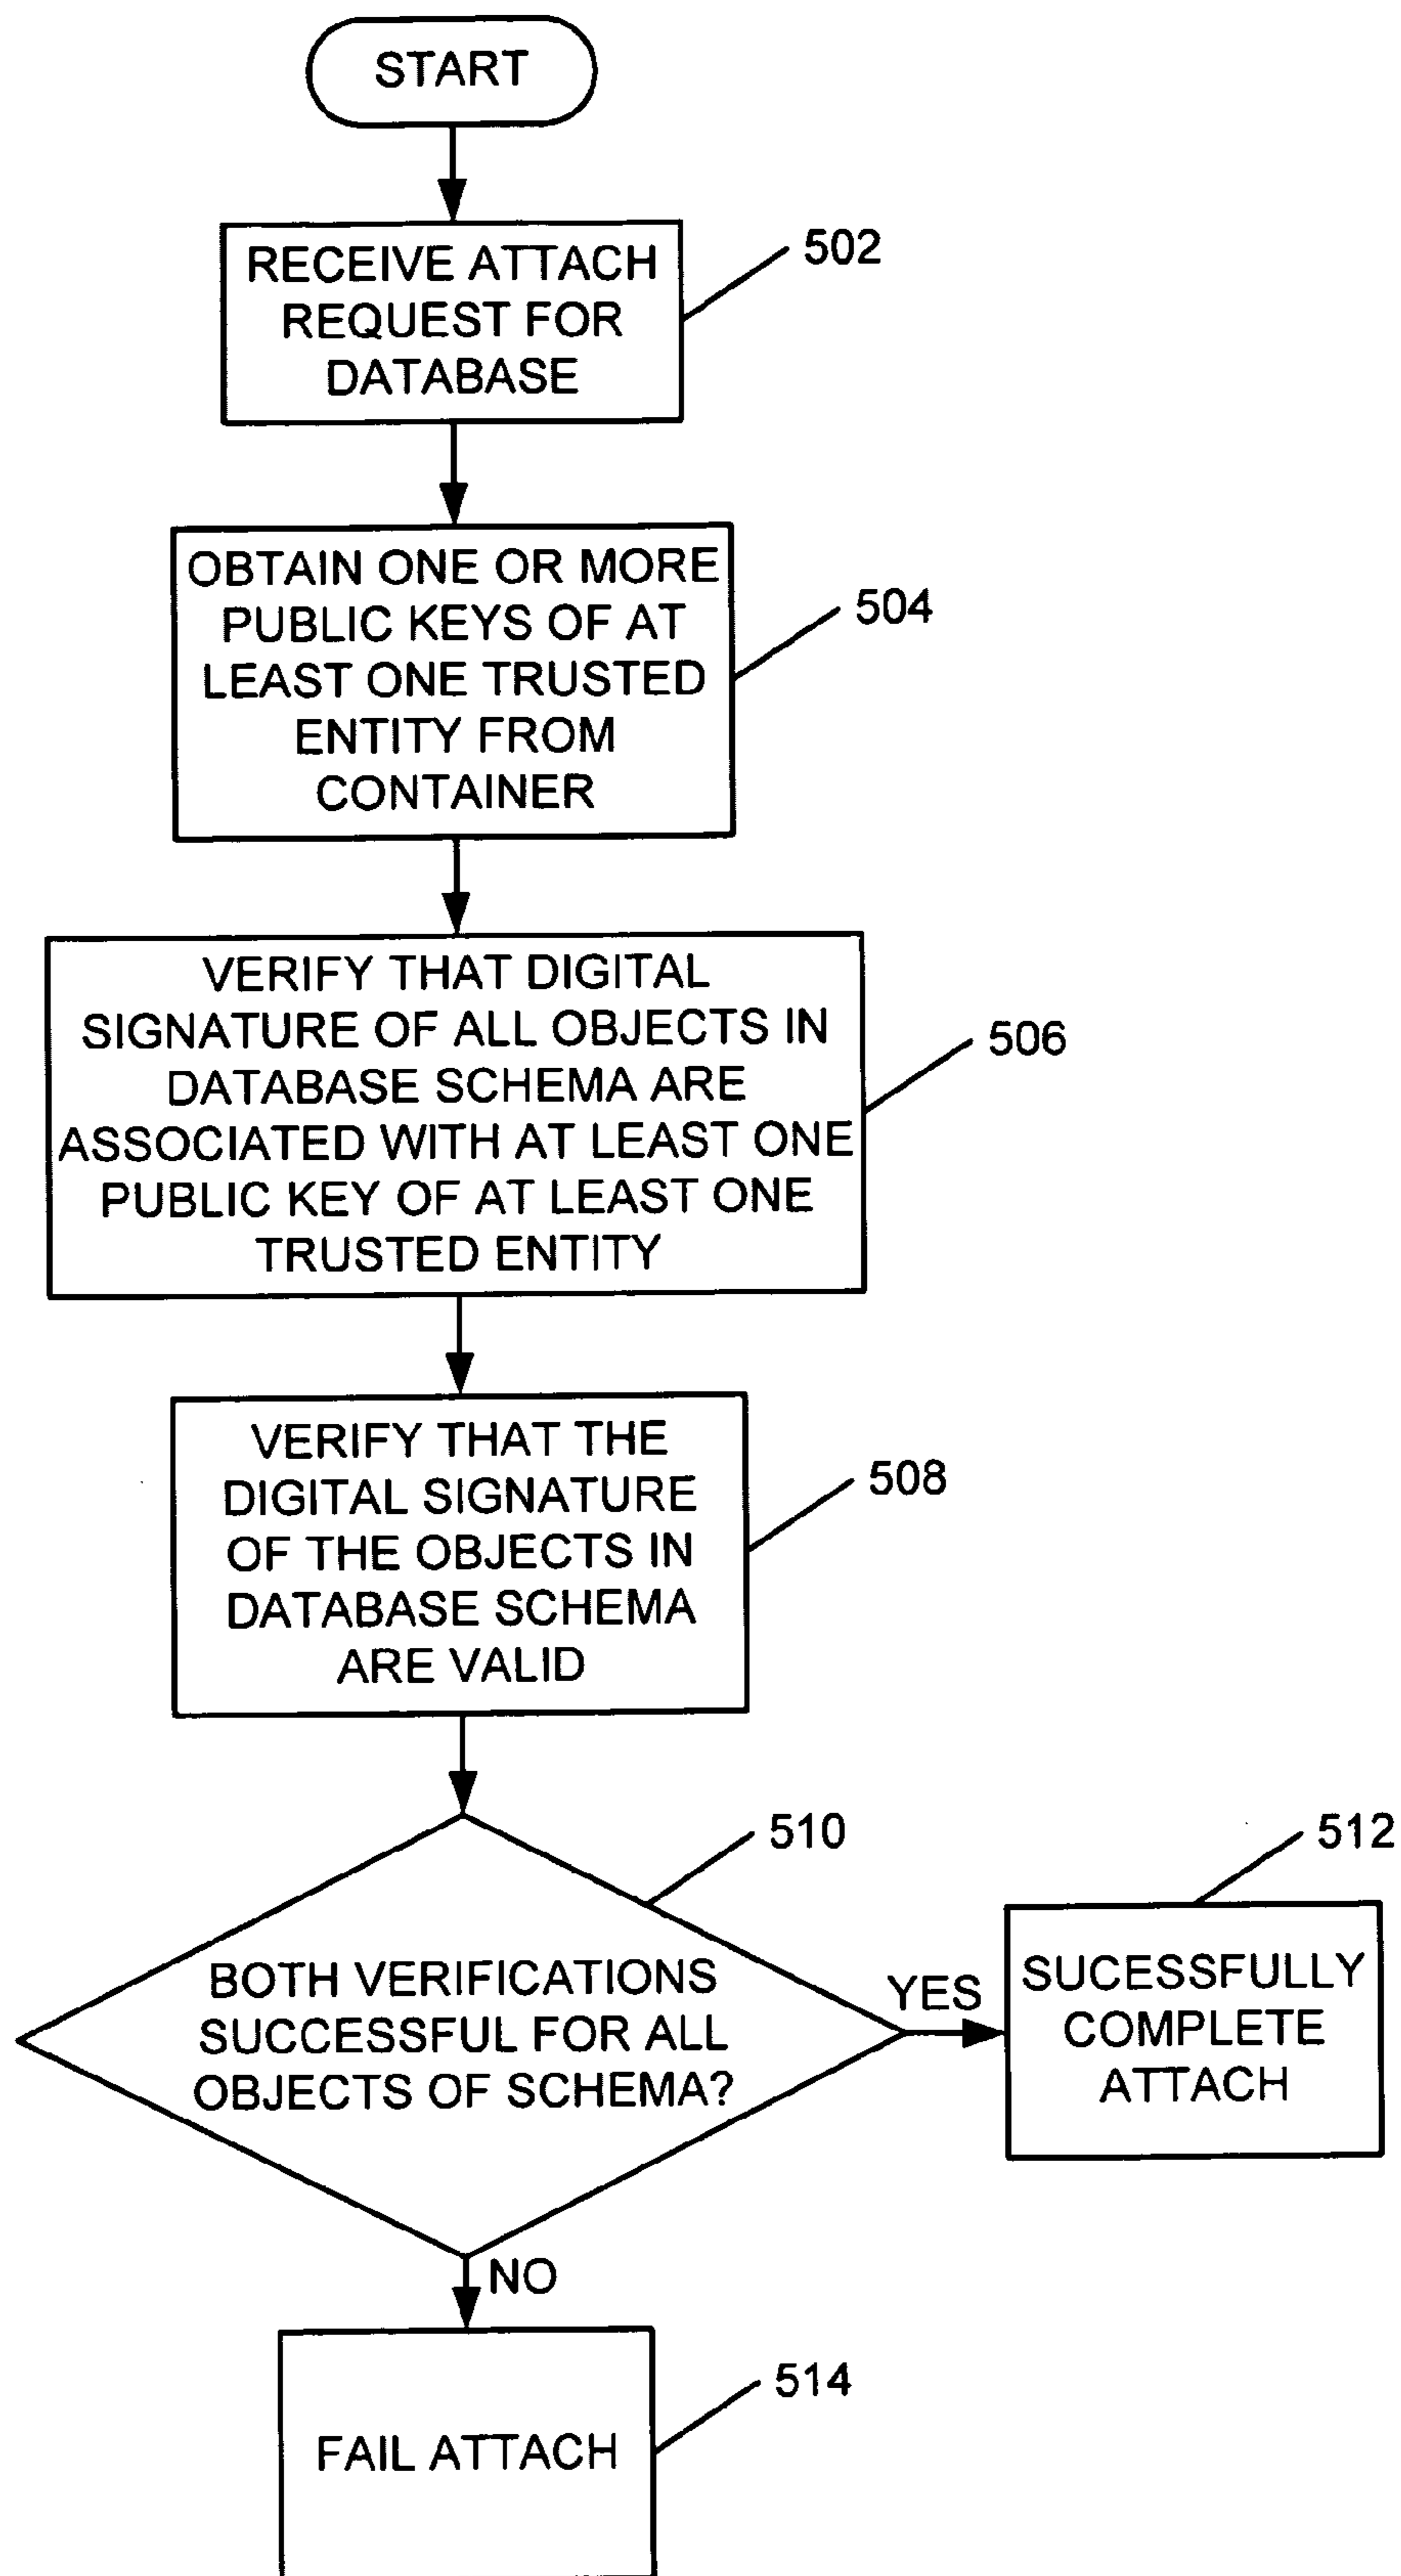 START
RECEIVE ATTACH
REQUEST FOR
DATABASE
502
OBTAIN ONE OR MORE
PUBLIC KEYS OF AT
LEAST ONE TRUSTED
ENTITY FROM
CONTAINER
504
VERIFY THAT DIGITAL
SIGNATURE OF ALL OBJECTS IN
DATABASE SCHEMA ARE
ASSOCIATED WITH AT LEAST ONE
PUBLIC KEY OF AT LEAST ONE
TRUSTED ENTITY
506
VERIFY THAT THE
DIGITAL SIGNATURE
OF THE OBJECTS IN
DATABASE SCHEMA
ARE VALID
508
BOTH VERIFICATIONS
SUCCESSFUL FOR ALL
OBJECTS OF SCHEMA?
510
YES
SUCESSFULLY
COMPLETE
ATTACH
512
NO
FAIL ATTACH
514